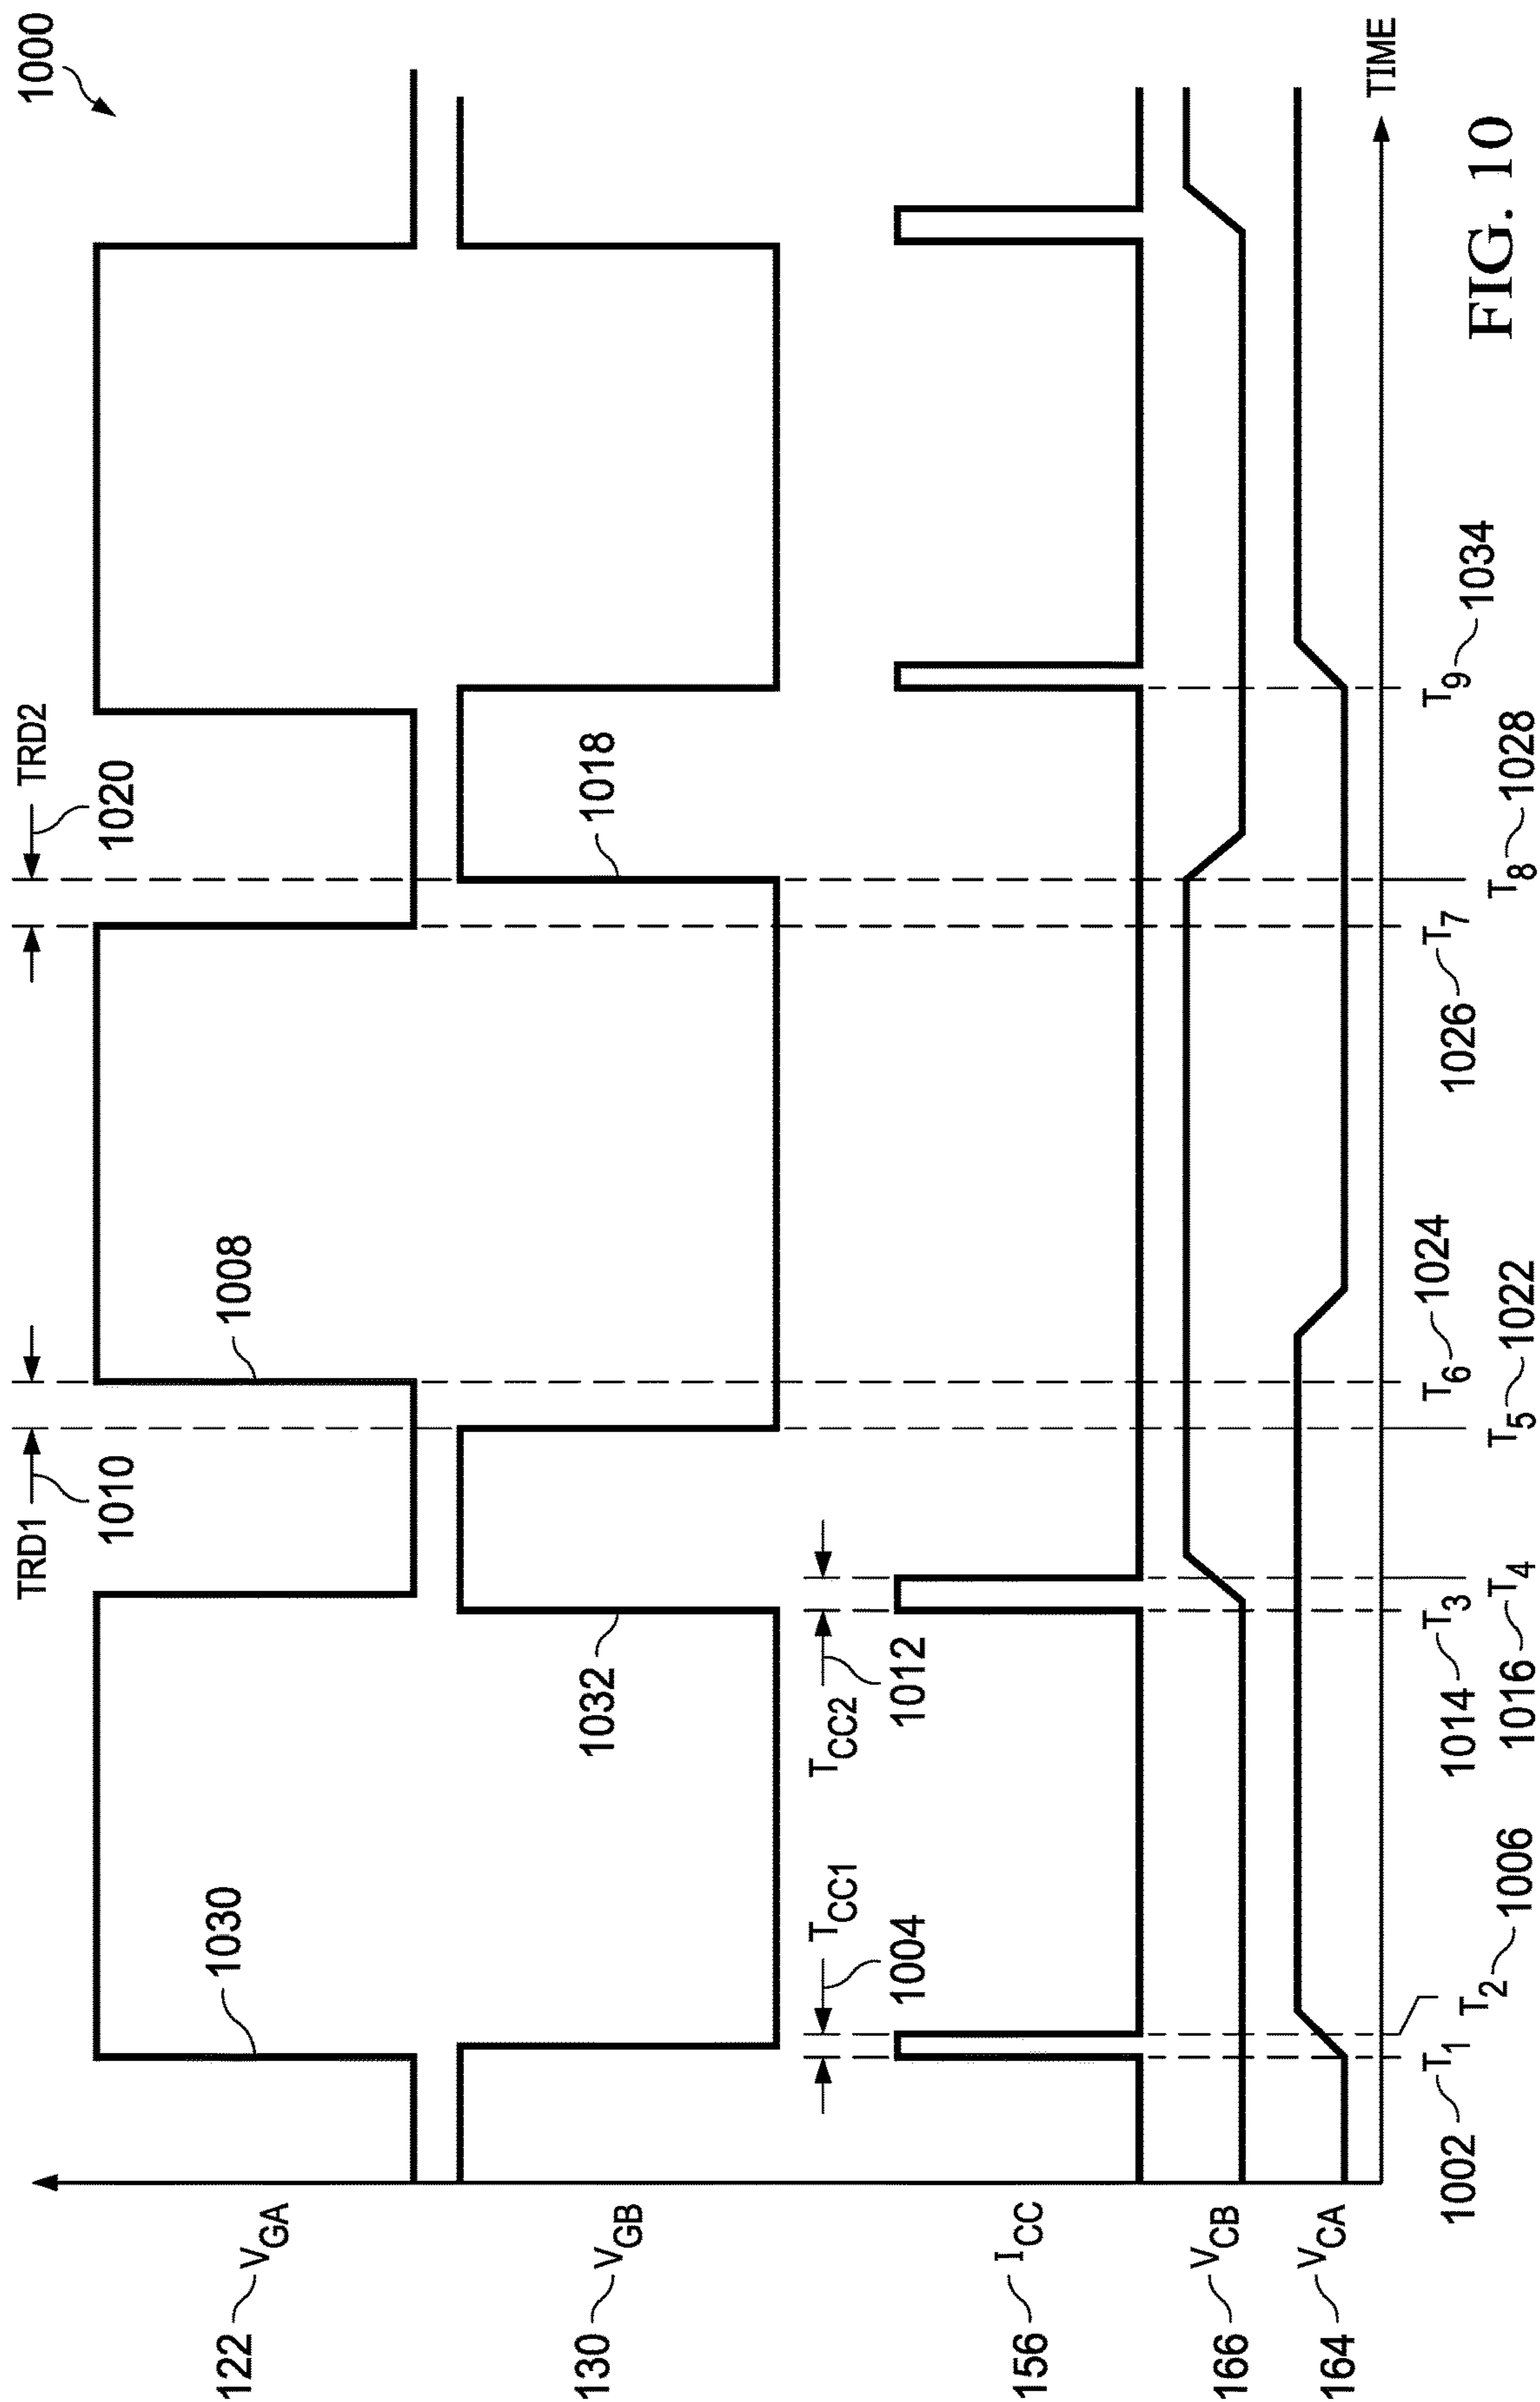 1000
TRD1
1010
TRD2
1020
122
V_GA
1030
1008
130
V_GB
1032
1018
T_CC1
1004
T_CC2
1012
156
I_CC
166
V_CB
164
V_CA
TIME
1002
T_1
T_2
1006
1014
T_3
1016
T_4
T_5
1022
T_6
1024
1026
T_7
T_8
1028
T_9
1034
FIG. 10